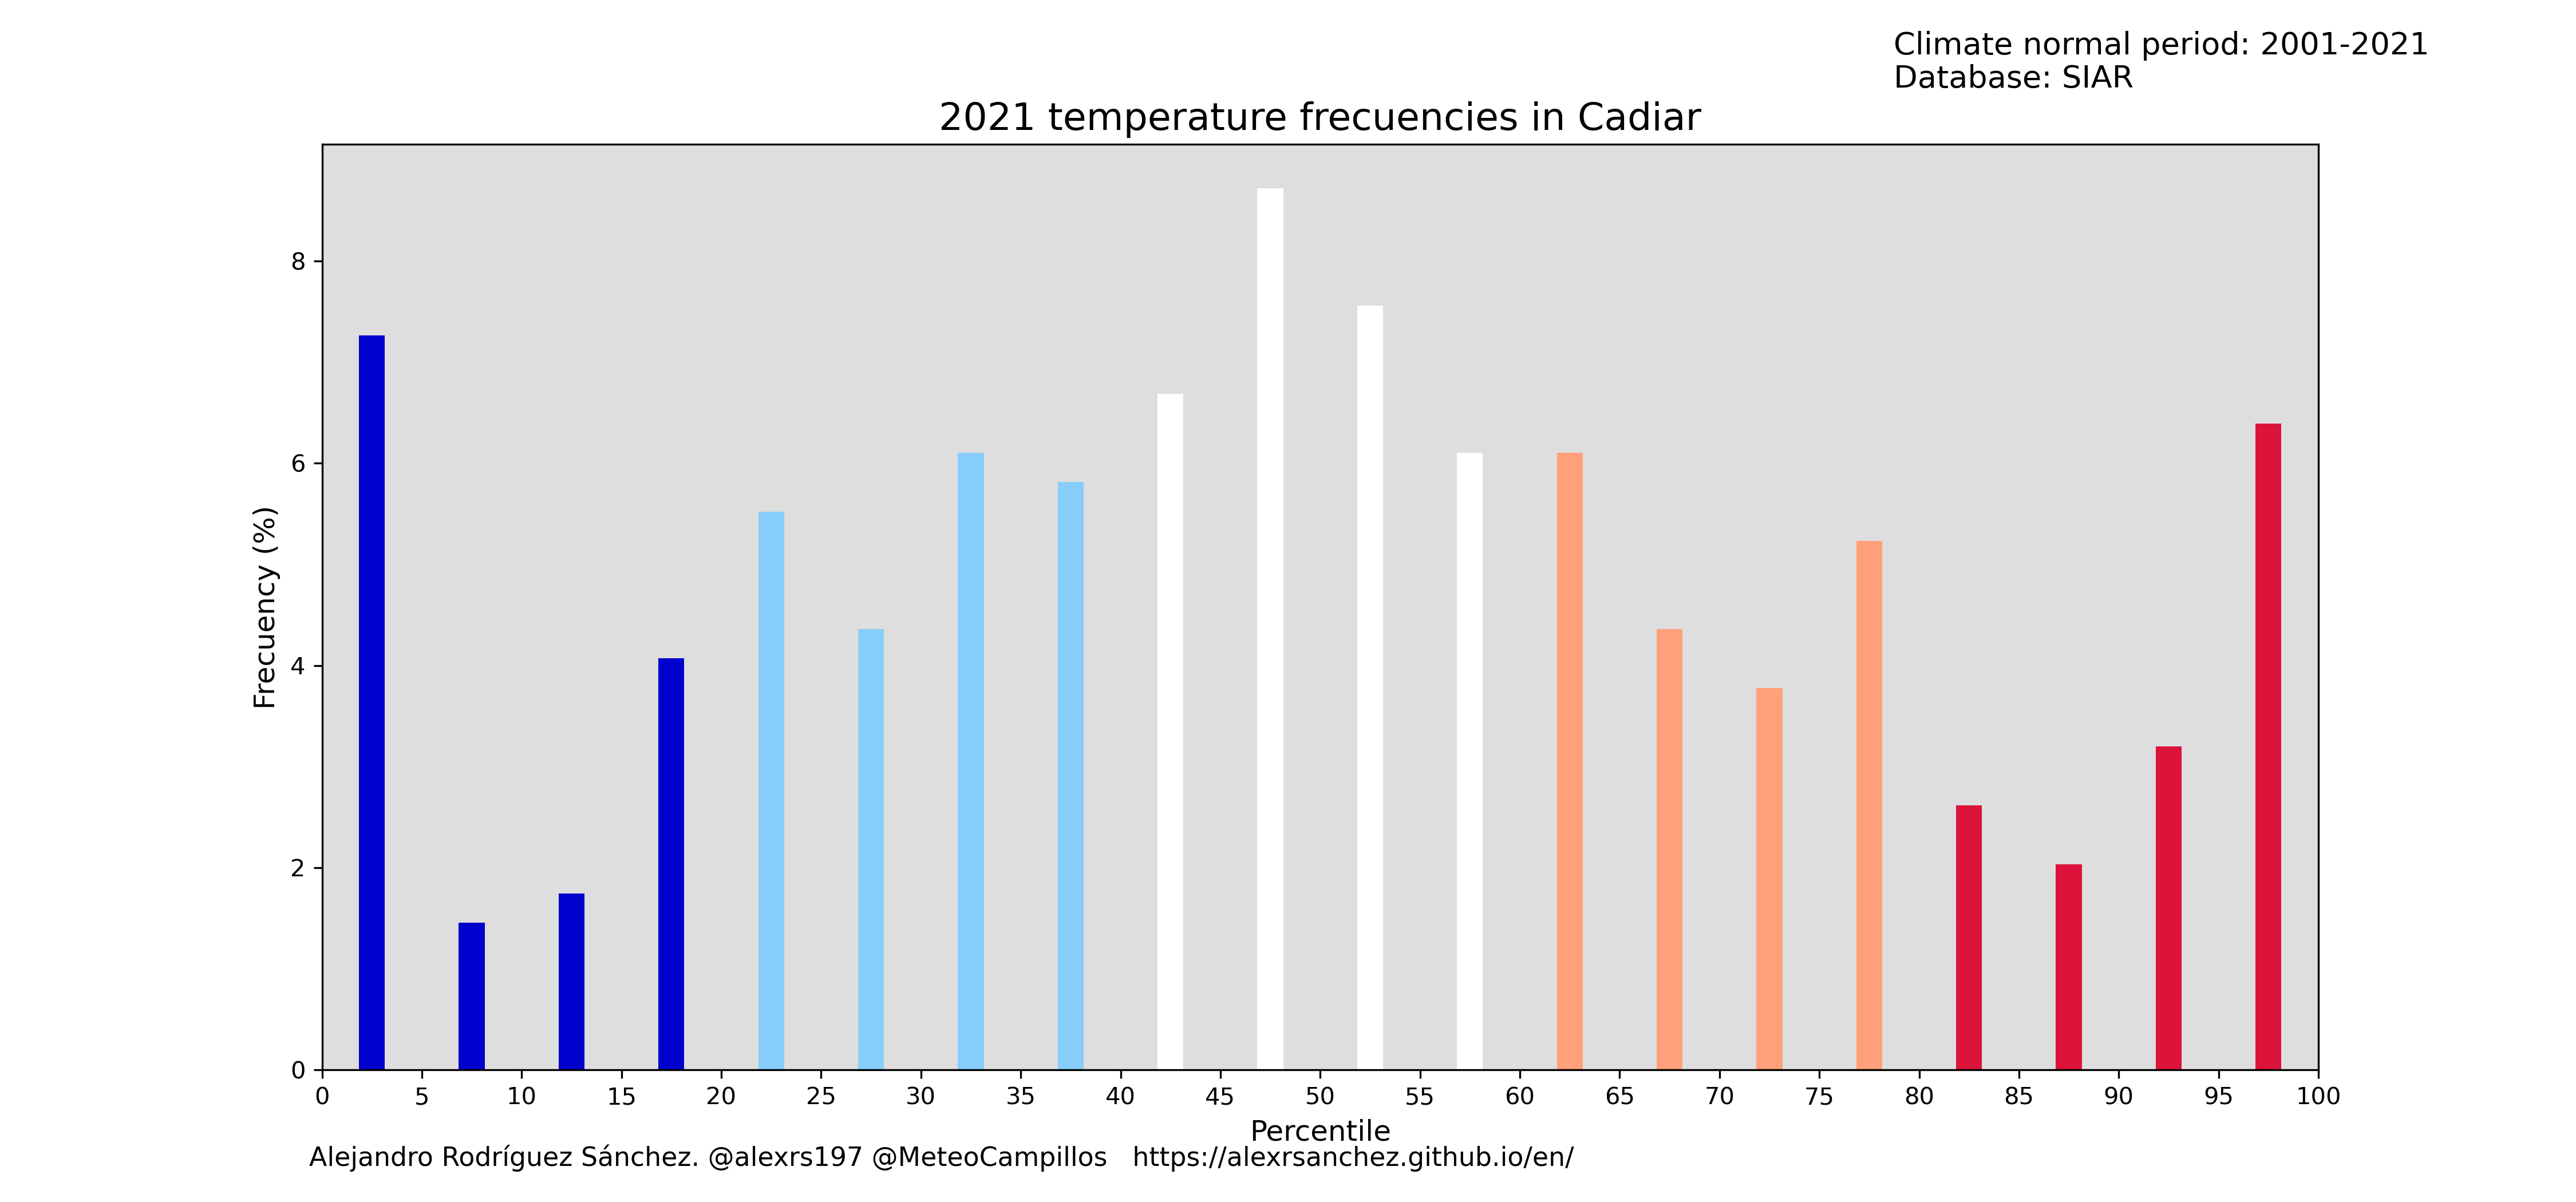 Climate normal period: 2001-2021
Database: SIAR
2021 temperature frecuencies in Cadiar
8
6
4
2
0
Frecuency (%)
0 5 10 15 20 25 30 35 40 45 50 55 60 65 70 75 80 85 90 95 100
Percentile
Alejandro Rodríguez Sánchez. @alexrs197 @MeteoCampillos https://alexrsanchez.github.io/en/